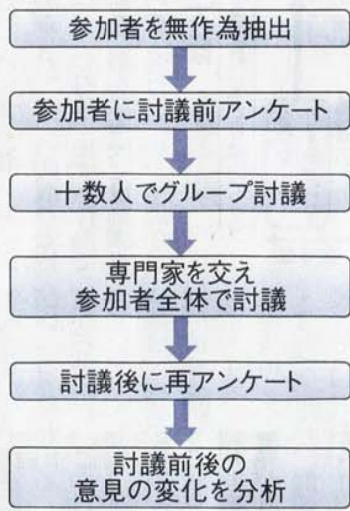 参加者を無作為抽出
参加者に討議前アンケート
十数人でグループ討議
専門家を交え
参加者全体で討議
討議後に再アンケート
討議前後の
意見の変化を分析